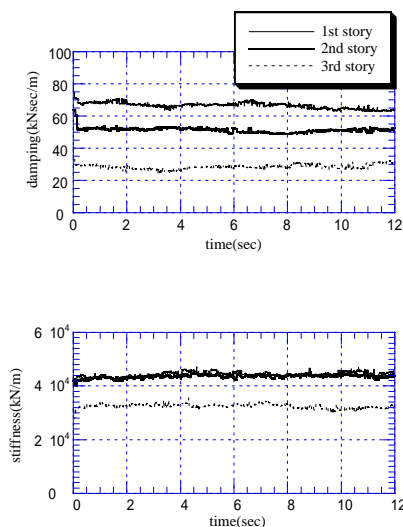 1st story
2nd story
3rd story
100
80
60
40
20
0
damping(kNsec/m)
0 2 4 6 8 10 12
time(sec)
6 10⁴
4 10⁴
2 10⁴
0
stiffness(kN/m)
0 2 4 6 8 10 12
time(sec)